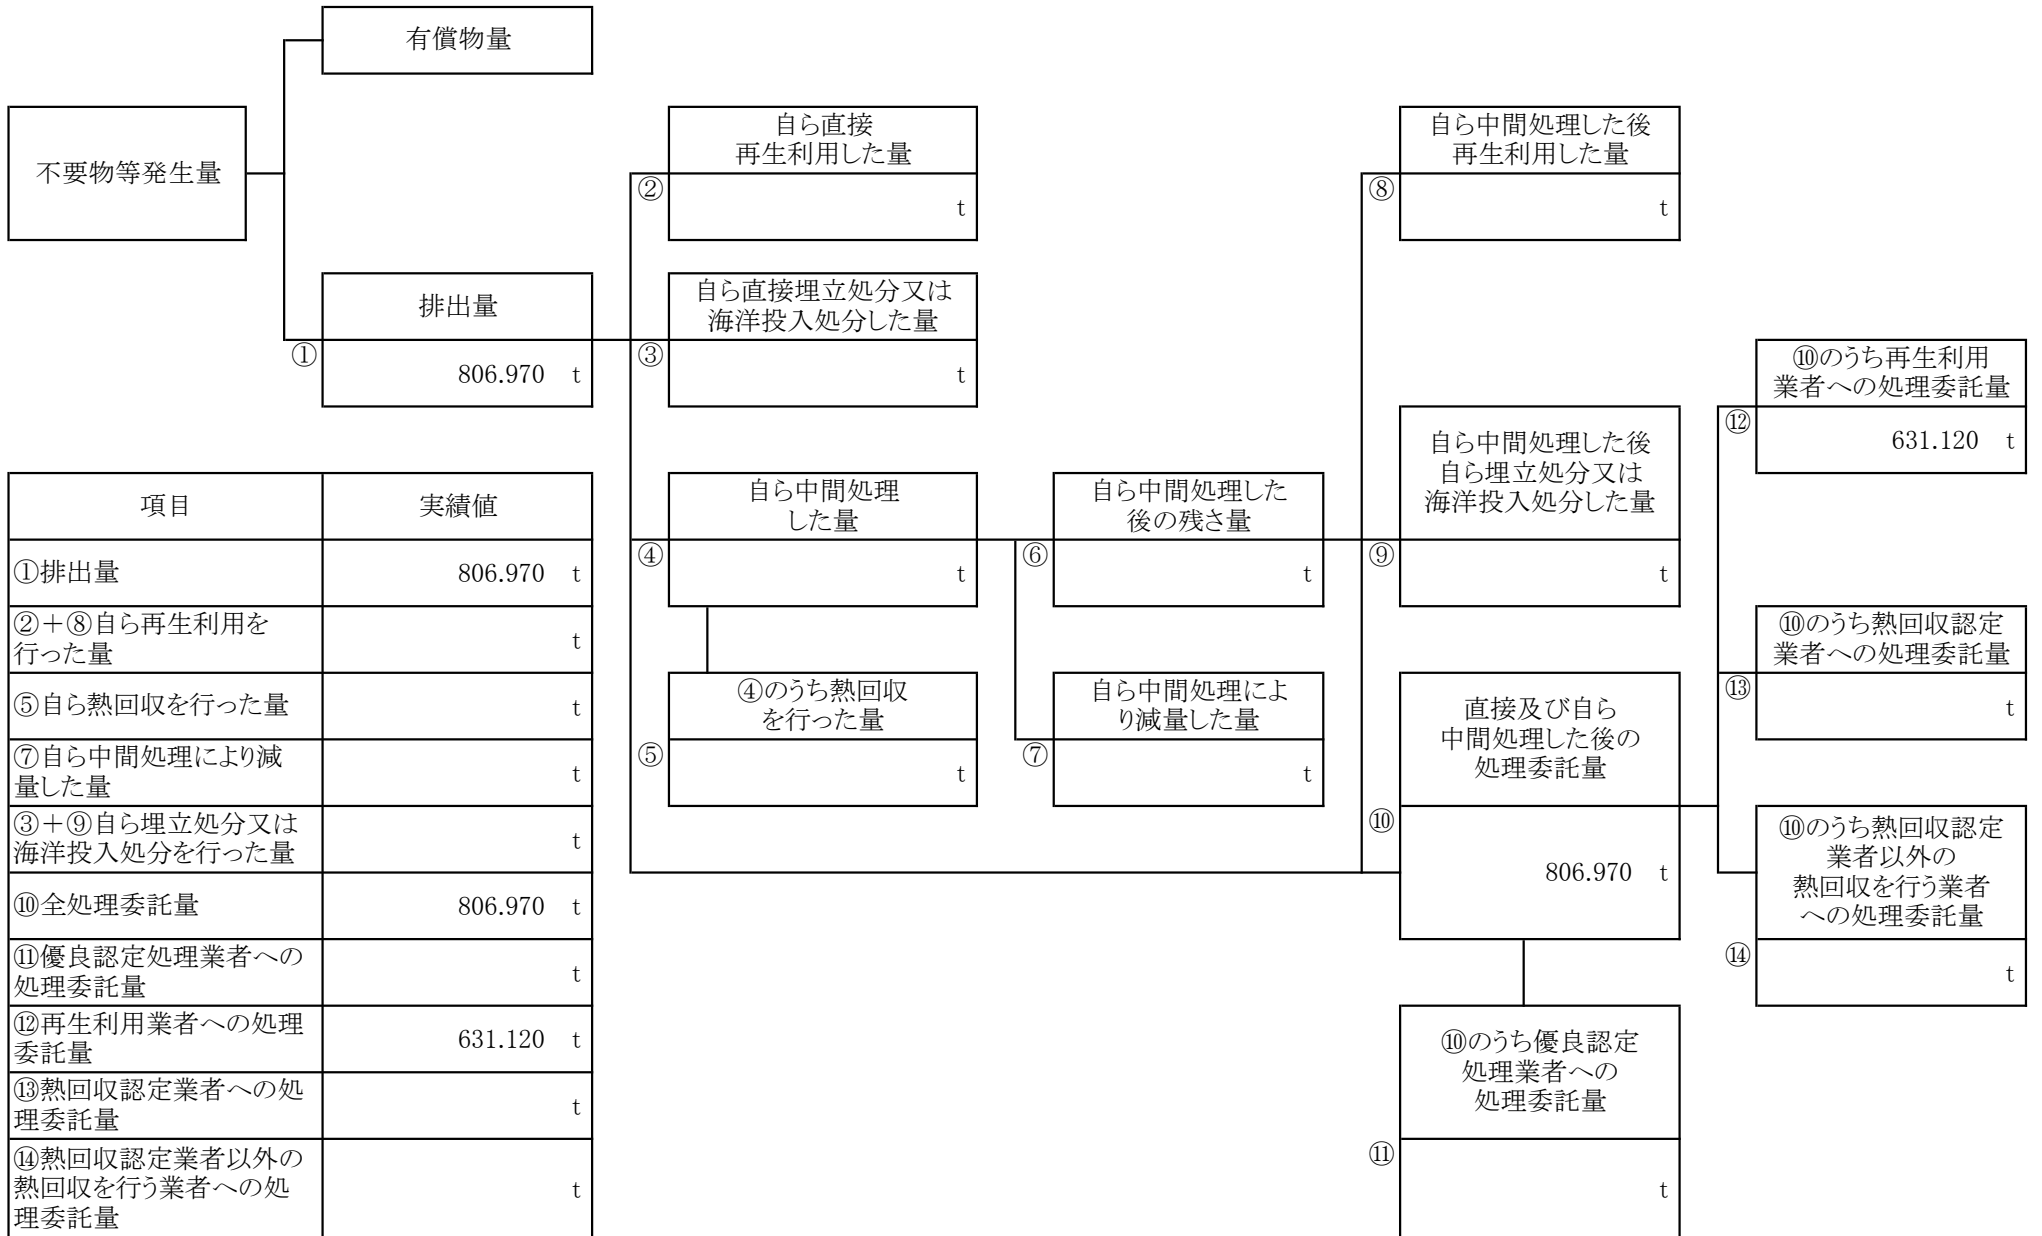 有償物量
不要物等発生量
排出量
①
806.970 t
自ら直接
再生利用した量
②
t
自ら直接埋立処分又は
海洋投入処分した量
③
t
自ら中間処理
した量
④
t
④のうち熱回収
を行った量
⑤
t
自ら中間処理した
後の残さ量
⑥
t
自ら中間処理によ
り減量した量
⑦
t
自ら中間処理した後
再生利用した量
⑧
t
自ら中間処理した後
自ら埋立処分又は
海洋投入処分した量
⑨
t
直接及び自ら
中間処理した後の
処理委託量
⑩
806.970 t
⑩のうち優良認定
処理業者への
処理委託量
⑪
t
⑩のうち再生利用
業者への処理委託量
⑫
631.120 t
⑩のうち熱回収認定
業者への処理委託量
⑬
t
⑩のうち熱回収認定
業者以外の
熱回収を行う業者
への処理委託量
⑭
t
項目 実績値
①排出量 806.970 t
②＋⑧自ら再生利用を
行った量 t
⑤自ら熱回収を行った量 t
⑦自ら中間処理により減
量した量 t
③＋⑨自ら埋立処分又は
海洋投入処分を行った量 t
⑩全処理委託量 806.970 t
⑪優良認定処理業者への
処理委託量 t
⑫再生利用業者への処理
委託量 631.120 t
⑬熱回収認定業者への処
理委託量 t
⑭熱回収認定業者以外の
熱回収を行う業者への処
理委託量 t